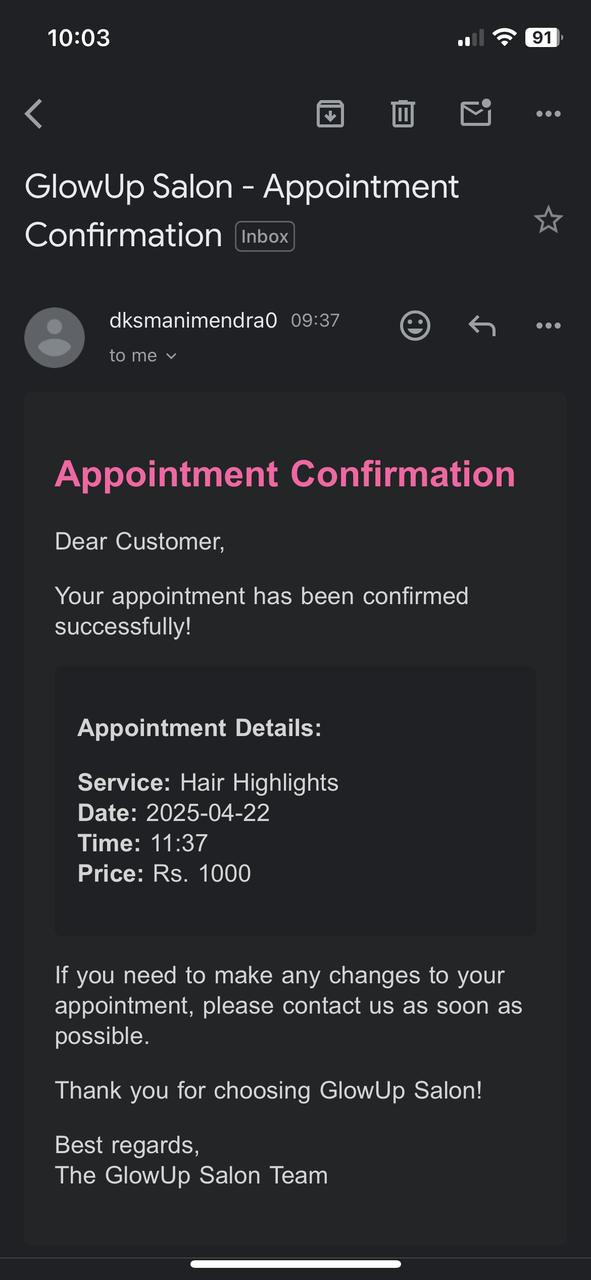 10:03
91
GlowUp Salon - Appointment
Confirmation Inbox
dksmanimendra0 09:37
to me
Appointment Confirmation
Dear Customer,
Your appointment has been confirmed
successfully!
Appointment Details:
Service: Hair Highlights
Date: 2025-04-22
Time: 11:37
Price: Rs. 1000
If you need to make any changes to your
appointment, please contact us as soon as
possible.
Thank you for choosing GlowUp Salon!
Best regards,
The GlowUp Salon Team